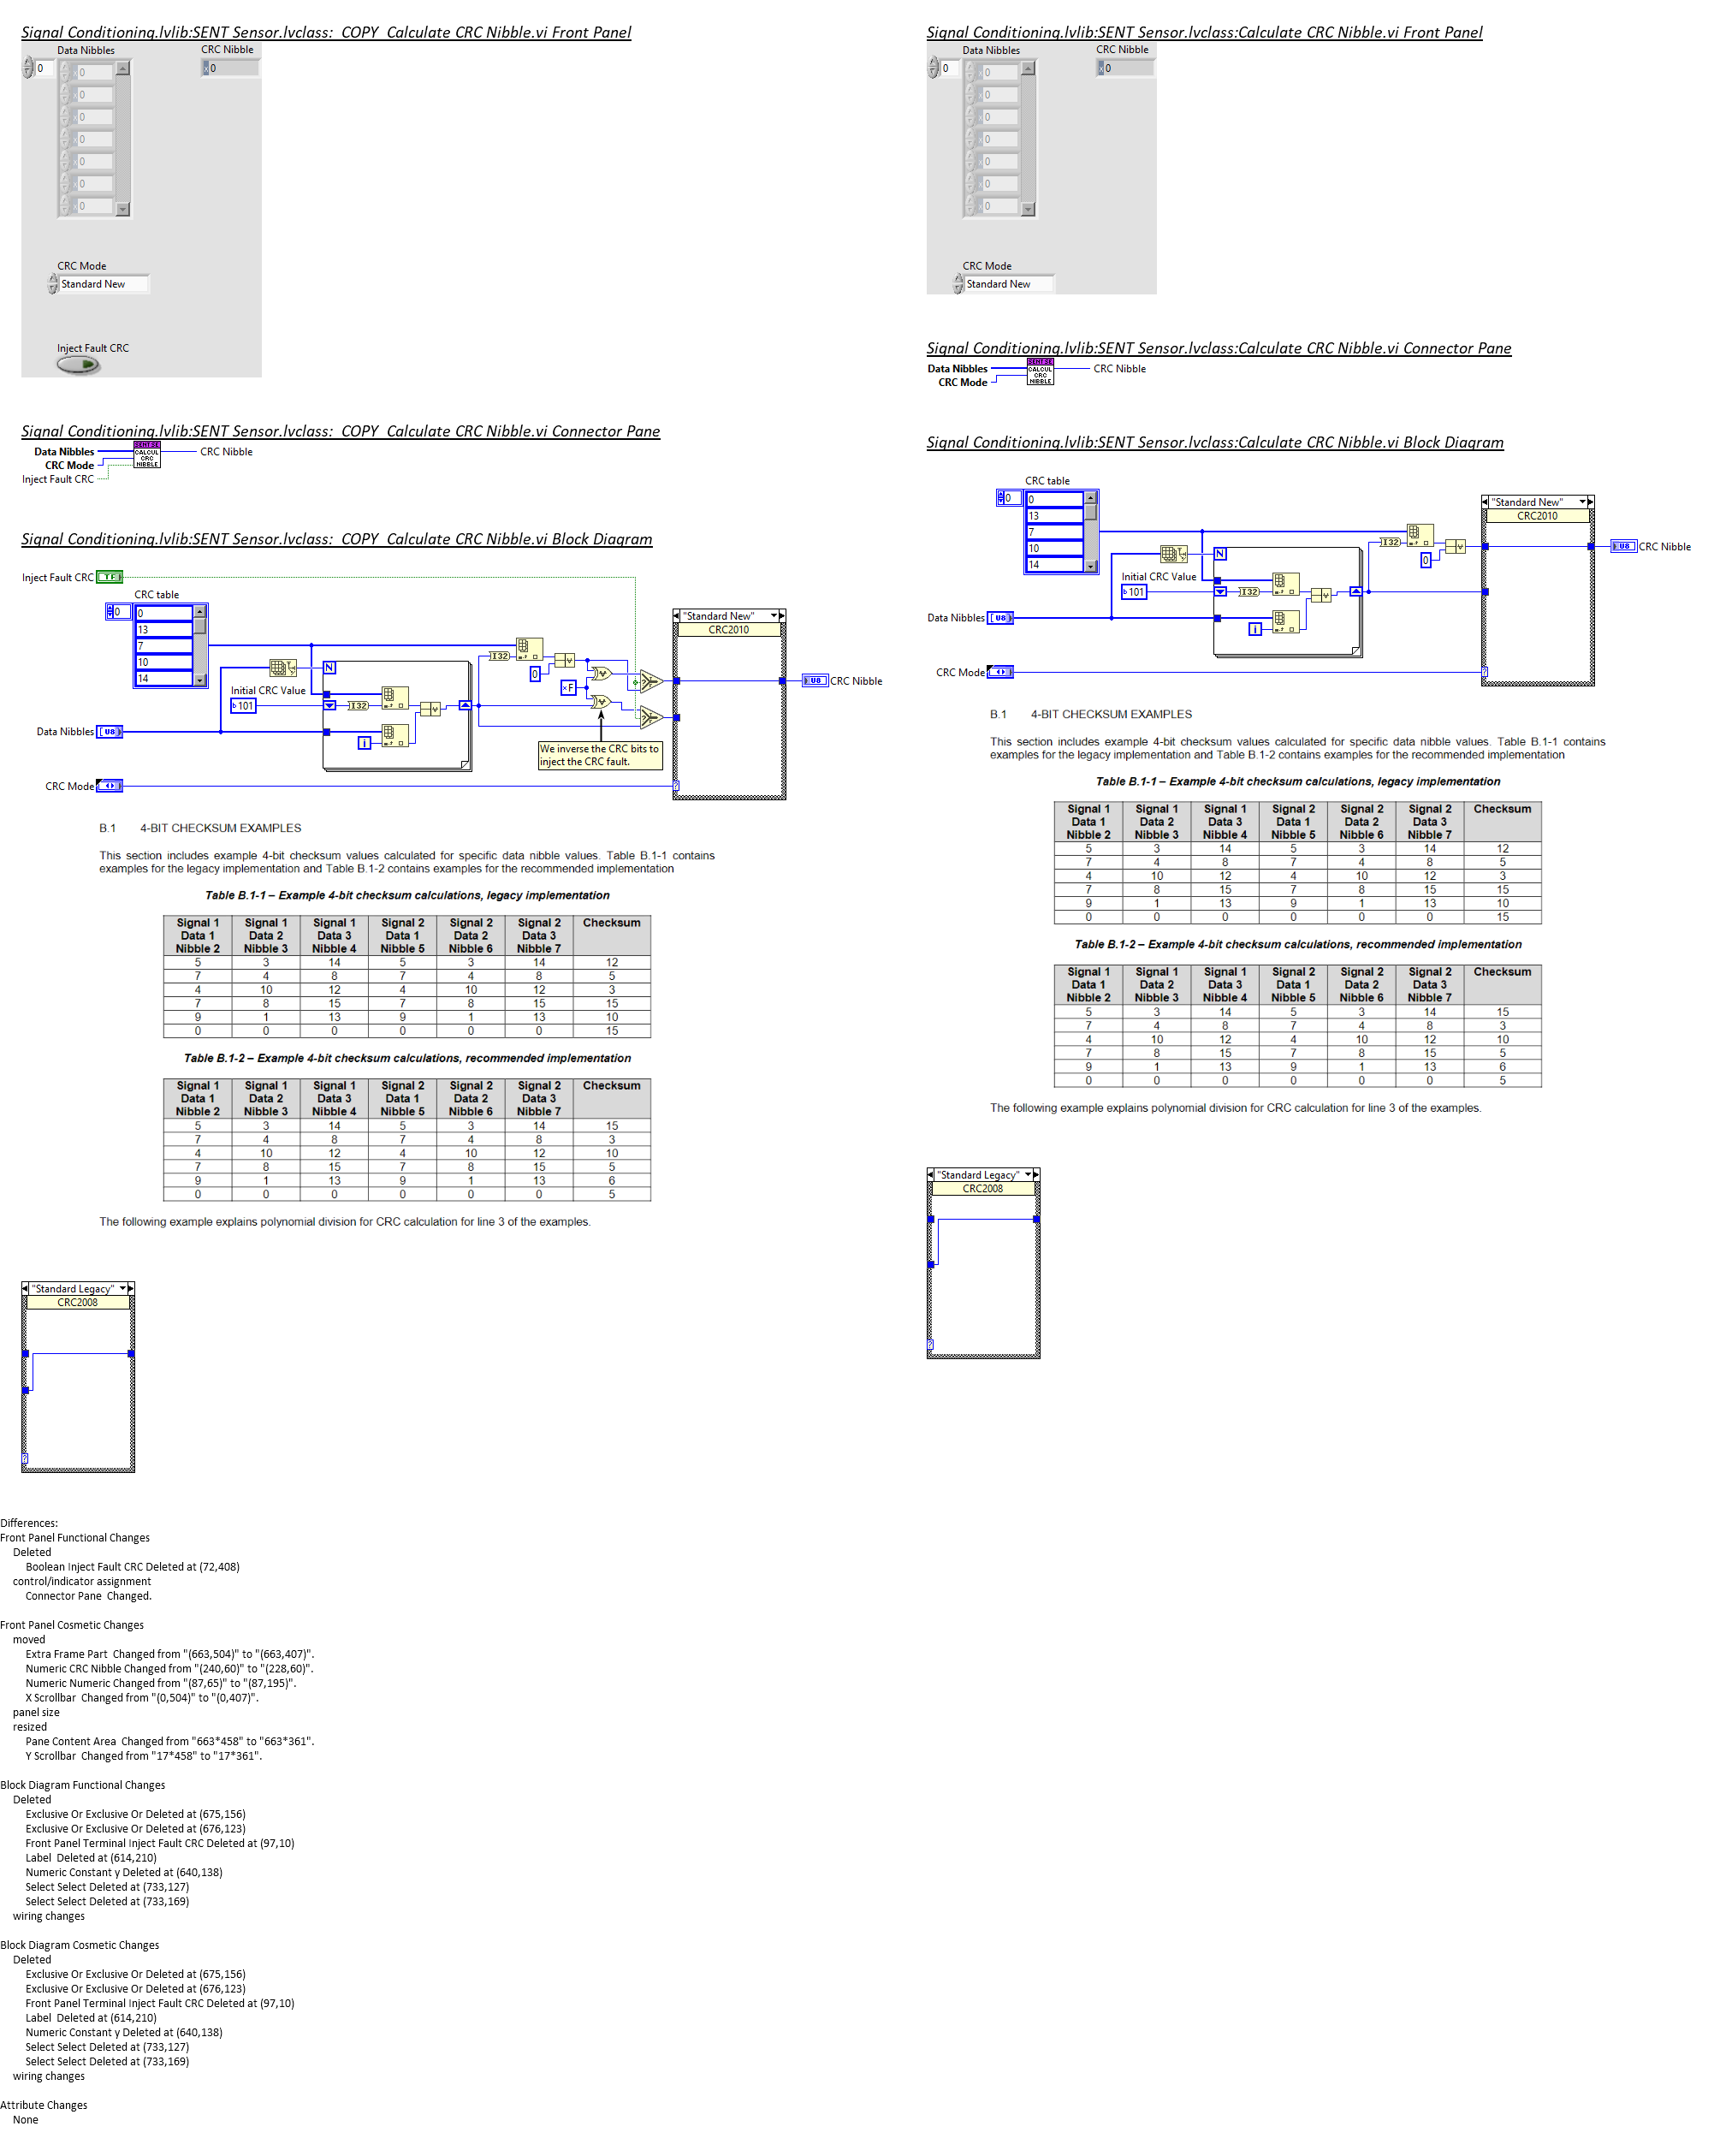 Signal Conditioning.lvlib:SENT Sensor.lvclass:_COPY_Calculate CRC Nibble.vi Front Panel
Data Nibbles
CRC Nibble
0
0
0
0
0
0
0
0
x 0
CRC Mode
Standard New
Inject Fault CRC
Signal Conditioning.lvlib:SENT Sensor.lvclass:_COPY_Calculate CRC Nibble.vi Connector Pane
Data Nibbles
CRC Mode
Inject Fault CRC
SENT SE
CALCUL
CRC
NIBBLE
CRC Nibble
Signal Conditioning.lvlib:SENT Sensor.lvclass:_COPY_Calculate CRC Nibble.vi Block Diagram
Inject Fault CRC
TF
CRC table
0
0
13
7
10
14
Initial CRC Value
b 101
N
I32
i
I32
0
x F
We inverse the CRC bits to
inject the CRC fault.
"Standard New"
CRC2010
U8
CRC Nibble
Data Nibbles
U8
CRC Mode
?
B.1 4-BIT CHECKSUM EXAMPLES
This section includes example 4-bit checksum values calculated for specific data nibble values. Table B.1-1 contains
examples for the legacy implementation and Table B.1-2 contains examples for the recommended implementation
Table B.1-1 – Example 4-bit checksum calculations, legacy implementation
Signal 1 Signal 1 Signal 1 Signal 2 Signal 2 Signal 2 Checksum
Data 1 Data 2 Data 3 Data 1 Data 2 Data 3
Nibble 2 Nibble 3 Nibble 4 Nibble 5 Nibble 6 Nibble 7
5 3 14 5 3 14 12
7 4 8 7 4 8 5
4 10 12 4 10 12 3
7 8 15 7 8 15 15
9 1 13 9 1 13 10
0 0 0 0 0 0 15
Table B.1-2 – Example 4-bit checksum calculations, recommended implementation
Signal 1 Signal 1 Signal 1 Signal 2 Signal 2 Signal 2 Checksum
Data 1 Data 2 Data 3 Data 1 Data 2 Data 3
Nibble 2 Nibble 3 Nibble 4 Nibble 5 Nibble 6 Nibble 7
5 3 14 5 3 14 15
7 4 8 7 4 8 3
4 10 12 4 10 12 10
7 8 15 7 8 15 5
9 1 13 9 1 13 6
0 0 0 0 0 0 5
The following example explains polynomial division for CRC calculation for line 3 of the examples.
"Standard Legacy"
CRC2008
?
Signal Conditioning.lvlib:SENT Sensor.lvclass:Calculate CRC Nibble.vi Front Panel
Data Nibbles
CRC Nibble
0
0
0
0
0
0
0
0
x 0
CRC Mode
Standard New
Signal Conditioning.lvlib:SENT Sensor.lvclass:Calculate CRC Nibble.vi Connector Pane
Data Nibbles
CRC Mode
SENT SE
CALCUL
CRC
NIBBLE
CRC Nibble
Signal Conditioning.lvlib:SENT Sensor.lvclass:Calculate CRC Nibble.vi Block Diagram
CRC table
0
0
13
7
10
14
Initial CRC Value
b 101
N
I32
i
I32
0
"Standard New"
CRC2010
U8
CRC Nibble
Data Nibbles
U8
CRC Mode
?
B.1 4-BIT CHECKSUM EXAMPLES
This section includes example 4-bit checksum values calculated for specific data nibble values. Table B.1-1 contains
examples for the legacy implementation and Table B.1-2 contains examples for the recommended implementation
Table B.1-1 – Example 4-bit checksum calculations, legacy implementation
Signal 1 Signal 1 Signal 1 Signal 2 Signal 2 Signal 2 Checksum
Data 1 Data 2 Data 3 Data 1 Data 2 Data 3
Nibble 2 Nibble 3 Nibble 4 Nibble 5 Nibble 6 Nibble 7
5 3 14 5 3 14 12
7 4 8 7 4 8 5
4 10 12 4 10 12 3
7 8 15 7 8 15 15
9 1 13 9 1 13 10
0 0 0 0 0 0 15
Table B.1-2 – Example 4-bit checksum calculations, recommended implementation
Signal 1 Signal 1 Signal 1 Signal 2 Signal 2 Signal 2 Checksum
Data 1 Data 2 Data 3 Data 1 Data 2 Data 3
Nibble 2 Nibble 3 Nibble 4 Nibble 5 Nibble 6 Nibble 7
5 3 14 5 3 14 15
7 4 8 7 4 8 3
4 10 12 4 10 12 10
7 8 15 7 8 15 5
9 1 13 9 1 13 6
0 0 0 0 0 0 5
The following example explains polynomial division for CRC calculation for line 3 of the examples.
"Standard Legacy"
CRC2008
?
Differences:
Front Panel Functional Changes
Deleted
Boolean Inject Fault CRC Deleted at (72,408)
control/indicator assignment
Connector Pane Changed.
Front Panel Cosmetic Changes
moved
Extra Frame Part Changed from "(663,504)" to "(663,407)".
Numeric CRC Nibble Changed from "(240,60)" to "(228,60)".
Numeric Numeric Changed from "(87,65)" to "(87,195)".
X Scrollbar Changed from "(0,504)" to "(0,407)".
panel size
resized
Pane Content Area Changed from "663*458" to "663*361".
Y Scrollbar Changed from "17*458" to "17*361".
Block Diagram Functional Changes
Deleted
Exclusive Or Exclusive Or Deleted at (675,156)
Exclusive Or Exclusive Or Deleted at (676,123)
Front Panel Terminal Inject Fault CRC Deleted at (97,10)
Label Deleted at (614,210)
Numeric Constant y Deleted at (640,138)
Select Select Deleted at (733,127)
Select Select Deleted at (733,169)
wiring changes
Block Diagram Cosmetic Changes
Deleted
Exclusive Or Exclusive Or Deleted at (675,156)
Exclusive Or Exclusive Or Deleted at (676,123)
Front Panel Terminal Inject Fault CRC Deleted at (97,10)
Label Deleted at (614,210)
Numeric Constant y Deleted at (640,138)
Select Select Deleted at (733,127)
Select Select Deleted at (733,169)
wiring changes
Attribute Changes
None